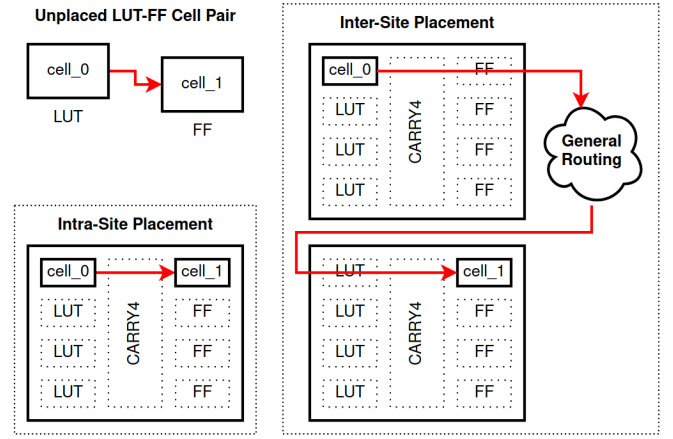 Unplaced LUT-FF Cell Pair
cell_0
cell_1
LUT
FF
Intra-Site Placement
cell_0
cell_1
LUT
FF
LUT
FF
LUT
FF
CARRY4
Inter-Site Placement
cell_0
FF
LUT
FF
LUT
FF
LUT
FF
CARRY4
General
Routing
LUT
cell_1
LUT
FF
LUT
FF
LUT
FF
CARRY4